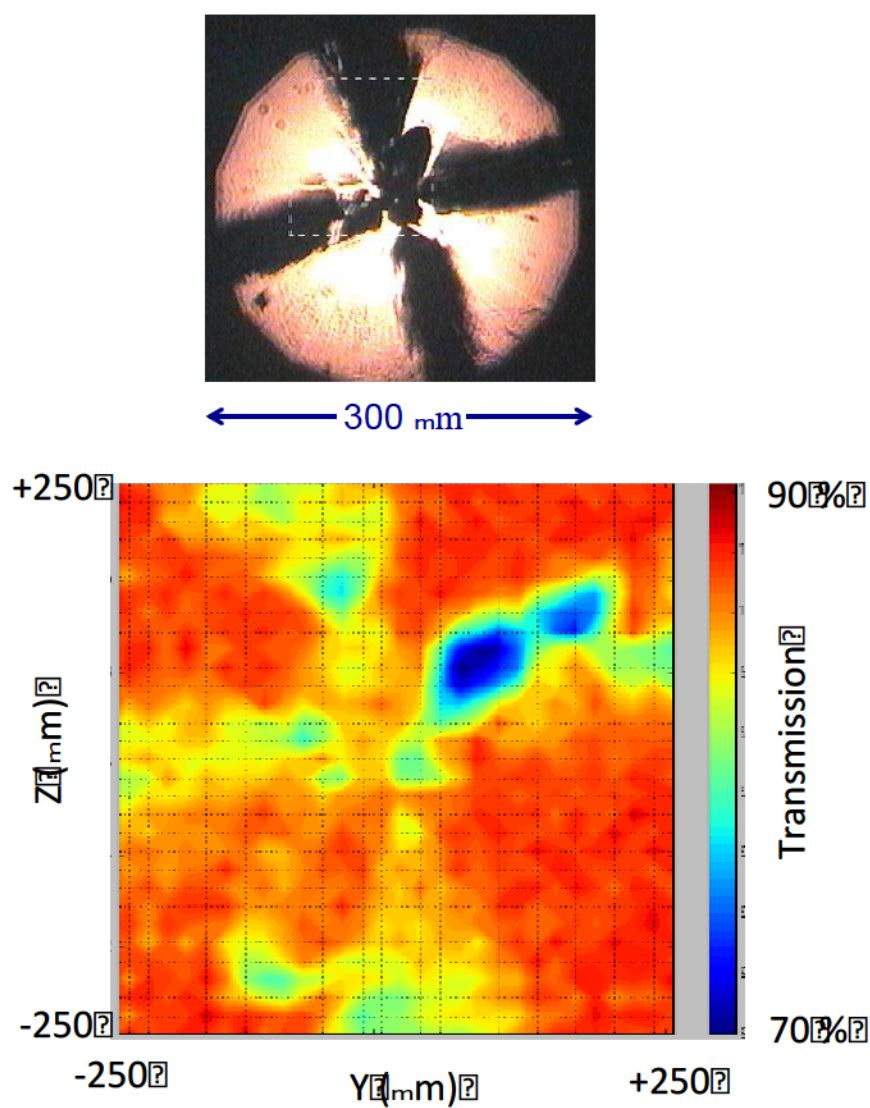 300 ₘm
+250⍰
90⍰%⍰
Z⍰(ₘm)⍰
Transmission⍰
-250⍰
70⍰%⍰
-250⍰
Y⍰(ₘm)⍰
+250⍰